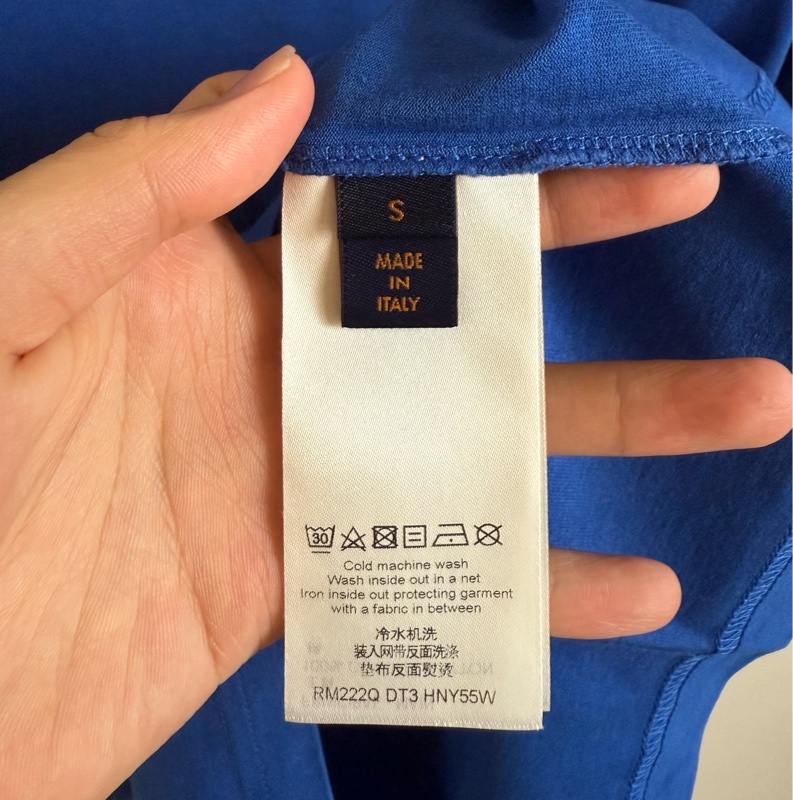 S
MADE
IN
ITALY
30
Cold machine wash
Wash inside out in a net
Iron inside out protecting garment
with a fabric in between
冷水机洗
装入网带反面洗涤
垫布反面熨烫
RM222Q DT3 HNY55W